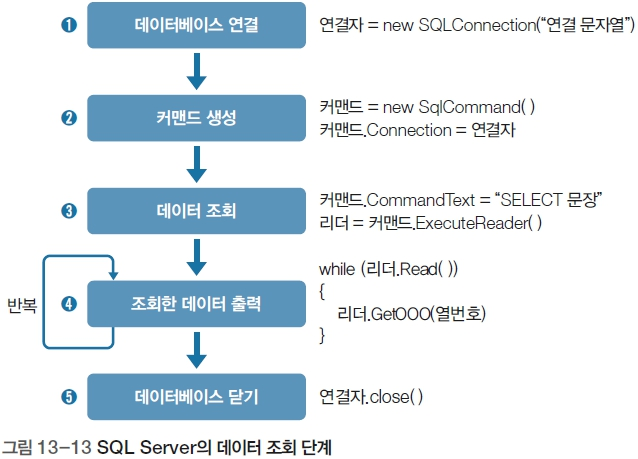 ❶ 데이터베이스 연결 연결자 = new SQLConnection(“연결 문자열”)
❷ 커맨드 생성
커맨드 = new SqlCommand( )
커맨드.Connection = 연결자
❸ 데이터 조회
커맨드.CommandText = “SELECT 문장”
리더 = 커맨드.ExecuteReader( )
반복
❹ 조회한 데이터 출력
while (리더.Read( ))
{
리더.GetOOO(열번호)
}
❺ 데이터베이스 닫기 연결자.close( )
그림 13-13 SQL Server의 데이터 조회 단계